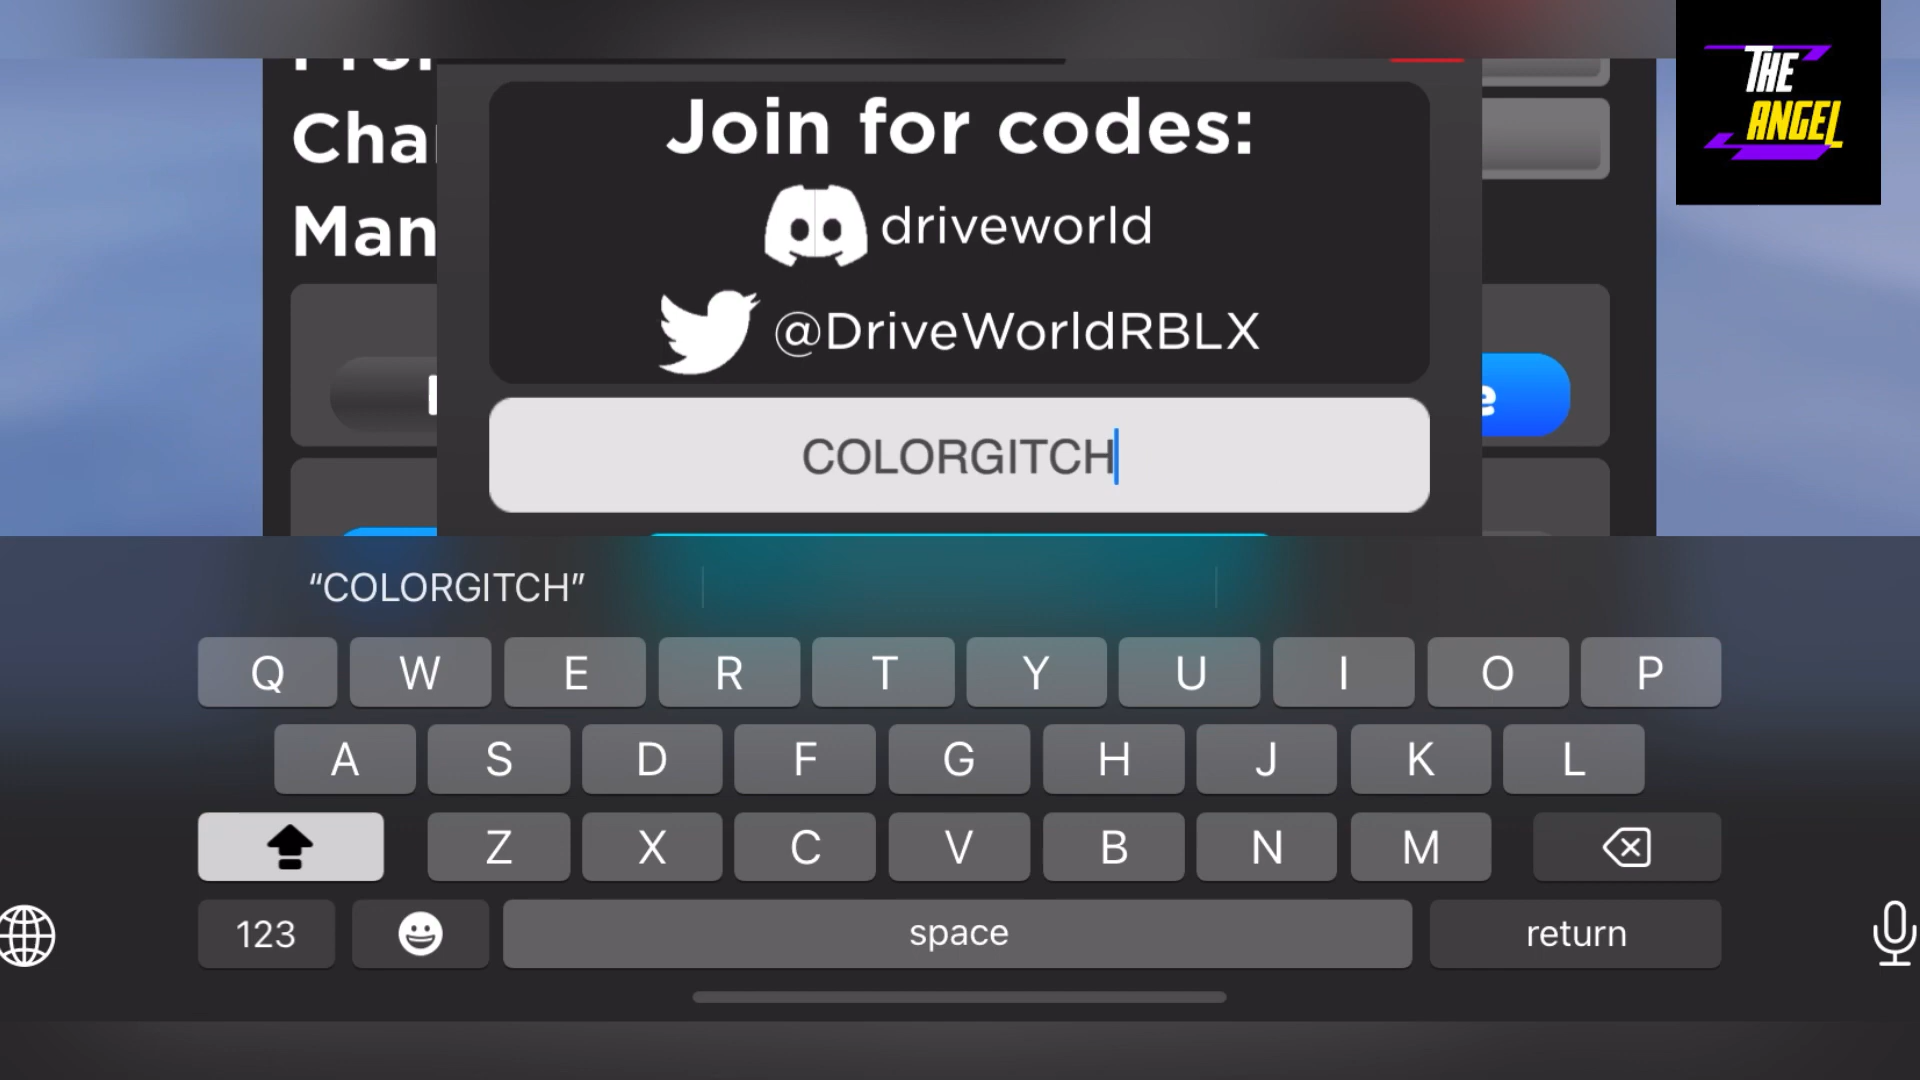 Join for codes:
driveworld
@DriveWorldRBLX
COLORGITCH
THE
ANGEL
Cha
Man
e
“COLORGITCH”
Q W E R T Y U I O P
A S D F G H J K L
Z X C V B N M
123 space return